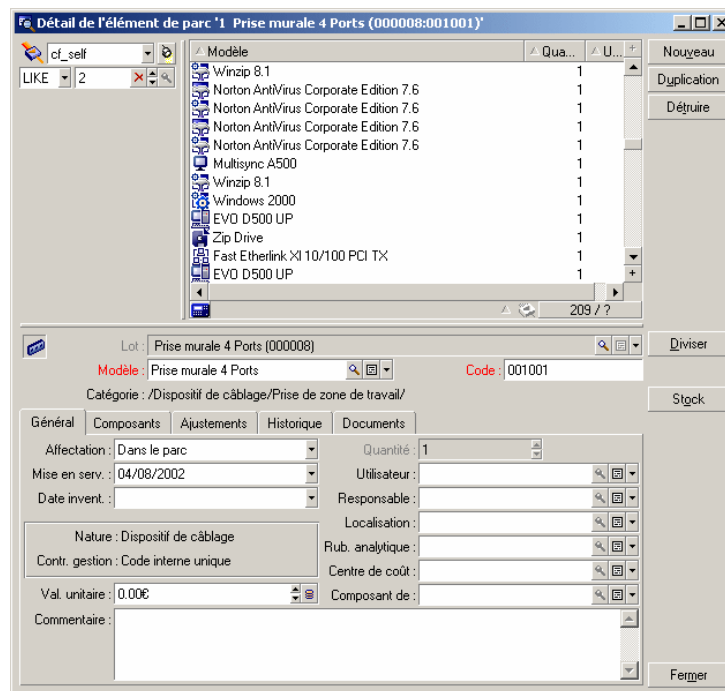 Détail de l'élément de parc '1 Prise murale 4 Ports (000008:001001)'
cf_self
LIKE 2
Modèle Qua... U...
Winzip 8.1 1
Norton AntiVirus Corporate Edition 7.6 1
Norton AntiVirus Corporate Edition 7.6 1
Norton AntiVirus Corporate Edition 7.6 1
Norton AntiVirus Corporate Edition 7.6 1
Multisync A500 1
Winzip 8.1 1
Windows 2000 1
EVO D500 UP 1
Zip Drive 1
Fast Etherlink XI 10/100 PCI TX 1
EVO D500 UP 1
209 / ?
Nouveau
Duplication
Détruire
Lot : Prise murale 4 Ports (000008)
Modèle : Prise murale 4 Ports Code : 001001
Catégorie : /Dispositif de câblage/Prise de zone de travail/
Diviser
Stock
Général Composants Ajustements Historique Documents
Affectation : Dans le parc Quantité : 1
Mise en serv. : 04/08/2002 Utilisateur :
Date invent. : Responsable :
Localisation :
Nature : Dispositif de câblage
Rub. analytique :
Contr. gestion : Code interne unique
Centre de coût :
Val. unitaire : 0.00€ Composant de :
Commentaire :
Fermer